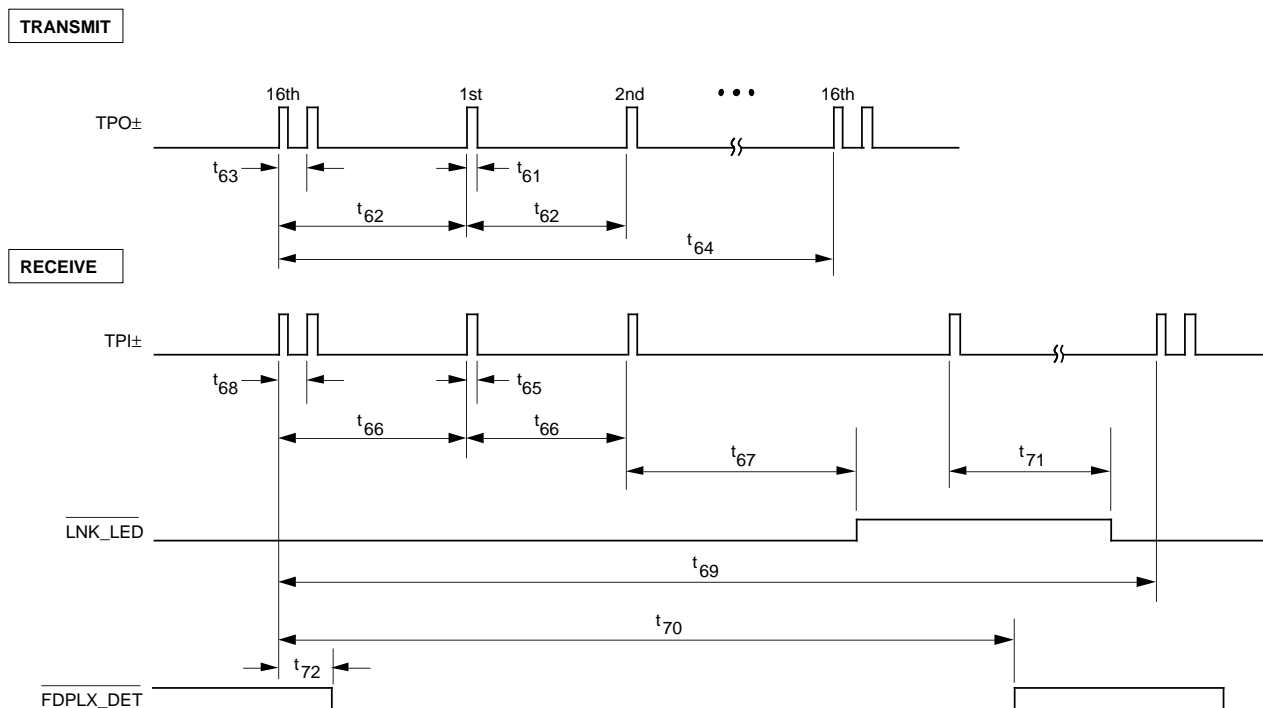 TRANSMIT
16th 1st 2nd ••• 16th
TPO±
t63 t61
t62 t62
t64
RECEIVE
TPI±
t68 t65
t66 t66
t67 t71
LNK_LED
t69
t70
t72
FDPLX_DET